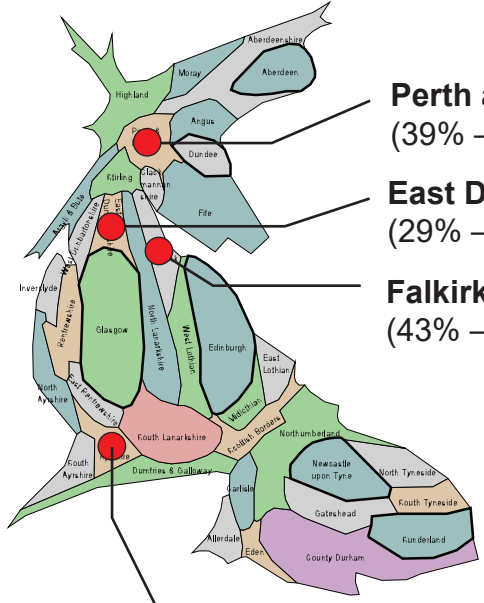 Aberdeenshire
Moray
Aberdeen
Highland
Perth a
(39% –
Angus
Dundee
Stirling
Clackmannan
shire
Argyll & Bute
Fife
East D
(29% –
West Dunbartonshire
East
Falkirk
(43% –
Inverclyde
Renfrewshire
Glasgow
North Lanarkshire
West Lothian
Edinburgh
East
Lothian
North
Ayrshire
East Renfrewshire
Midlothian
Scottish Borders
South Lanarkshire
Northumberland
South
Ayrshire
Dumfries & Galloway
Newcastle
upon Tyne
North Tyneside
Carlisle
South Tyneside
Gateshead
Sunderland
Allerdale
Eden
County Durham